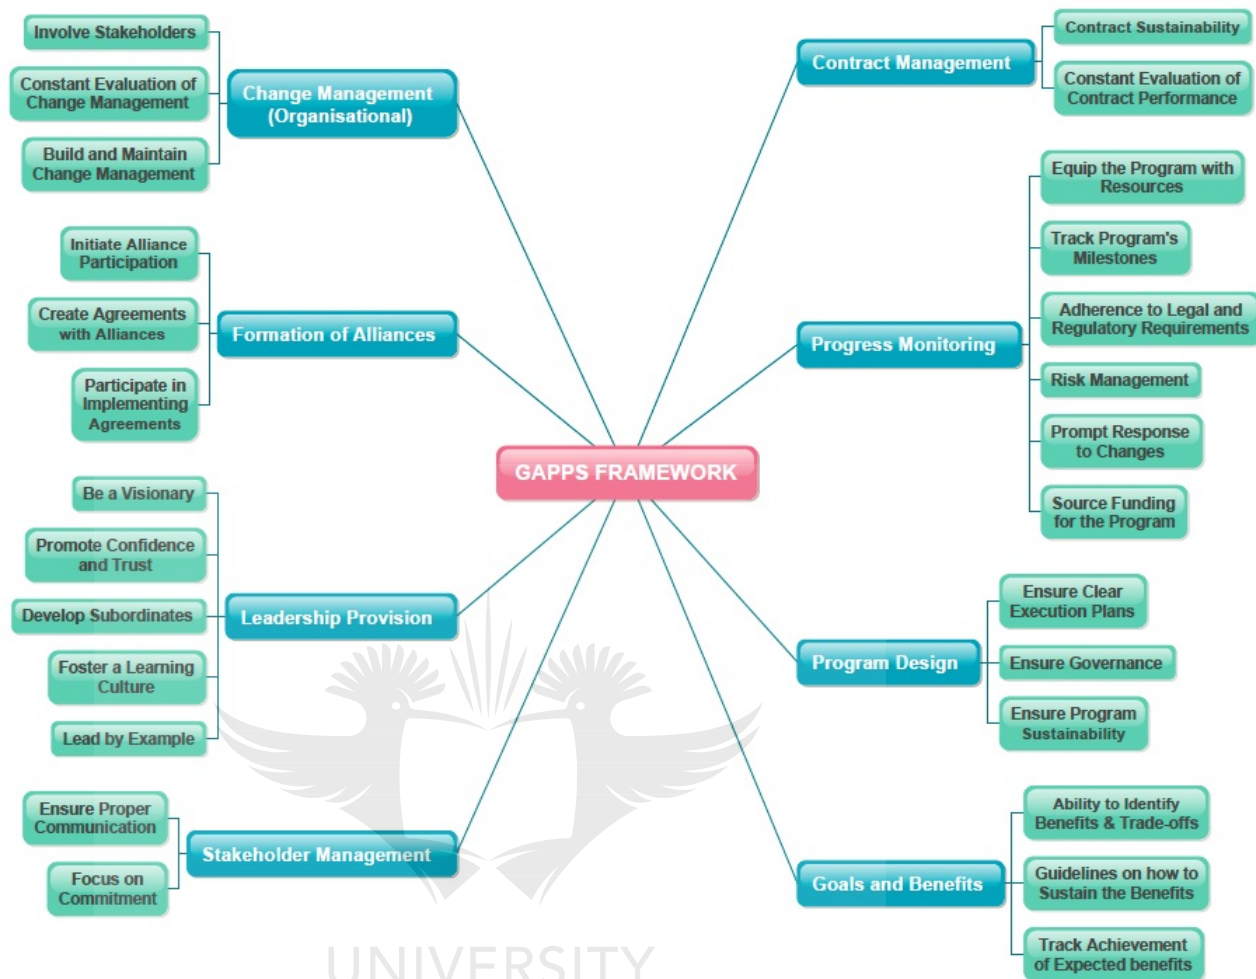 Involve Stakeholders
Constant Evaluation of
Change Management
Build and Maintain
Change Management
Change Management
(Organisational)
Initiate Alliance
Participation
Create Agreements
with Alliances
Participate in
Implementing
Agreements
Formation of Alliances
Be a Visionary
Promote Confidence
and Trust
Develop Subordinates
Foster a Learning
Culture
Lead by Example
Leadership Provision
Ensure Proper
Communication
Focus on
Commitment
Stakeholder Management
GAPPS FRAMEWORK
Contract Management
Contract Sustainability
Constant Evaluation of
Contract Performance
Progress Monitoring
Equip the Program with
Resources
Track Program's
Milestones
Adherence to Legal and
Regulatory Requirements
Risk Management
Prompt Response
to Changes
Source Funding
for the Program
Program Design
Ensure Clear
Execution Plans
Ensure Governance
Ensure Program
Sustainability
Goals and Benefits
Ability to Identify
Benefits & Trade-offs
Guidelines on how to
Sustain the Benefits
Track Achievement
of Expected benefits
UNIVERSITY